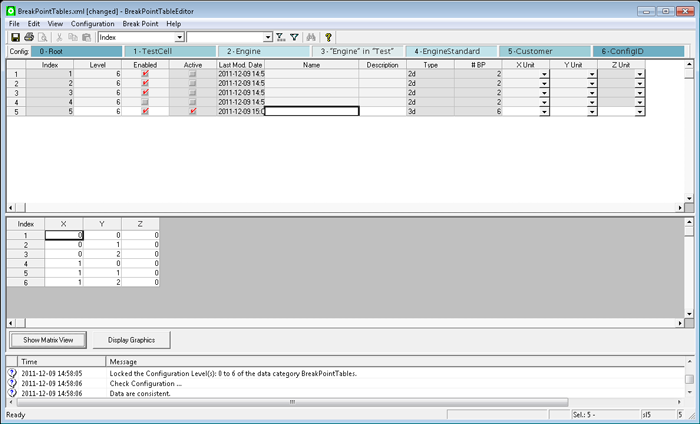 BreakPointTables.xml [changed] - BreakPointTableEditor
File Edit View Configuration Break Point Help
Index
Config: 0 - Root 1 - TestCell 2 - Engine 3 - "Engine" in "Test" 4 - EngineStandard 5 - Customer 6 - ConfigID
Index Level Enabled Active Last Mod. Date Name Description Type # BP X Unit Y Unit Z Unit
1 1 6 2011-12-09 14:5 2d 2
2 2 6 2011-12-09 14:5 2d 2
3 3 6 2011-12-09 14:5 2d 2
4 4 6 2011-12-09 14:5 2d 2
5 5 6 2011-12-09 15:0 3d 6
Index X Y Z
1 0 0 0
2 0 1 0
3 0 2 0
4 1 0 0
5 1 1 0
6 1 2 0
Show Matrix View Display Graphics
Time Message
2011-12-09 14:58:05 Locked the Configuration Level(s): 0 to 6 of the data category BreakPointTables.
2011-12-09 14:58:06 Check Configuration ...
2011-12-09 14:58:06 Data are consistent.
Ready Sel.: 5 - sl5 5